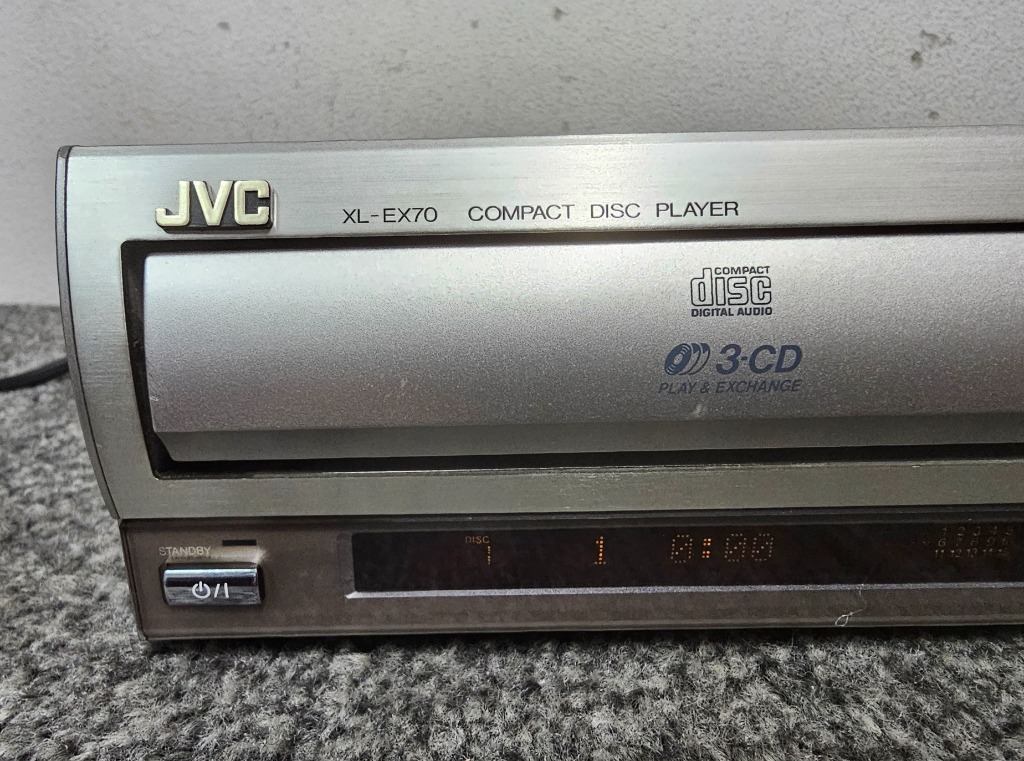 JVC
XL-EX70 COMPACT DISC PLAYER
COMPACT
disc
DIGITAL AUDIO
3-CD
PLAY & EXCHANGE
STANDBY
DISC
1 1 0:00
⏻/I